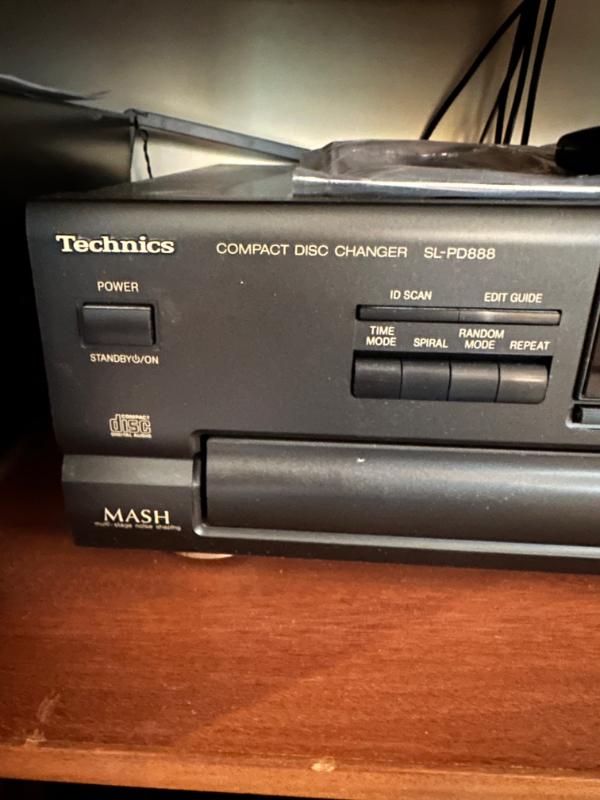 Technics COMPACT DISC CHANGER SL-PD888
POWER
STANDBY⏻/ON
ID SCAN EDIT GUIDE
TIME MODE SPIRAL RANDOM MODE REPEAT
COMPACT
disc
DIGITAL AUDIO
MASH
multi-stage noise shaping